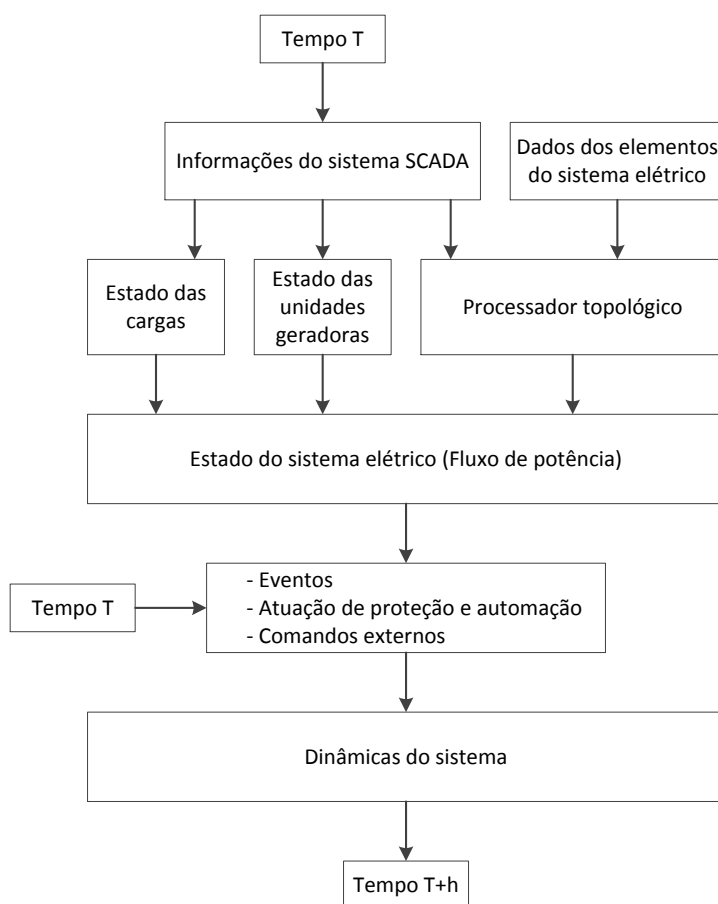 Tempo T
Informações do sistema SCADA
Dados dos elementos
do sistema elétrico
Estado das
cargas
Estado das
unidades
geradoras
Processador topológico
Estado do sistema elétrico (Fluxo de potência)
Tempo T
- Eventos
- Atuação de proteção e automação
- Comandos externos
Dinâmicas do sistema
Tempo T+h